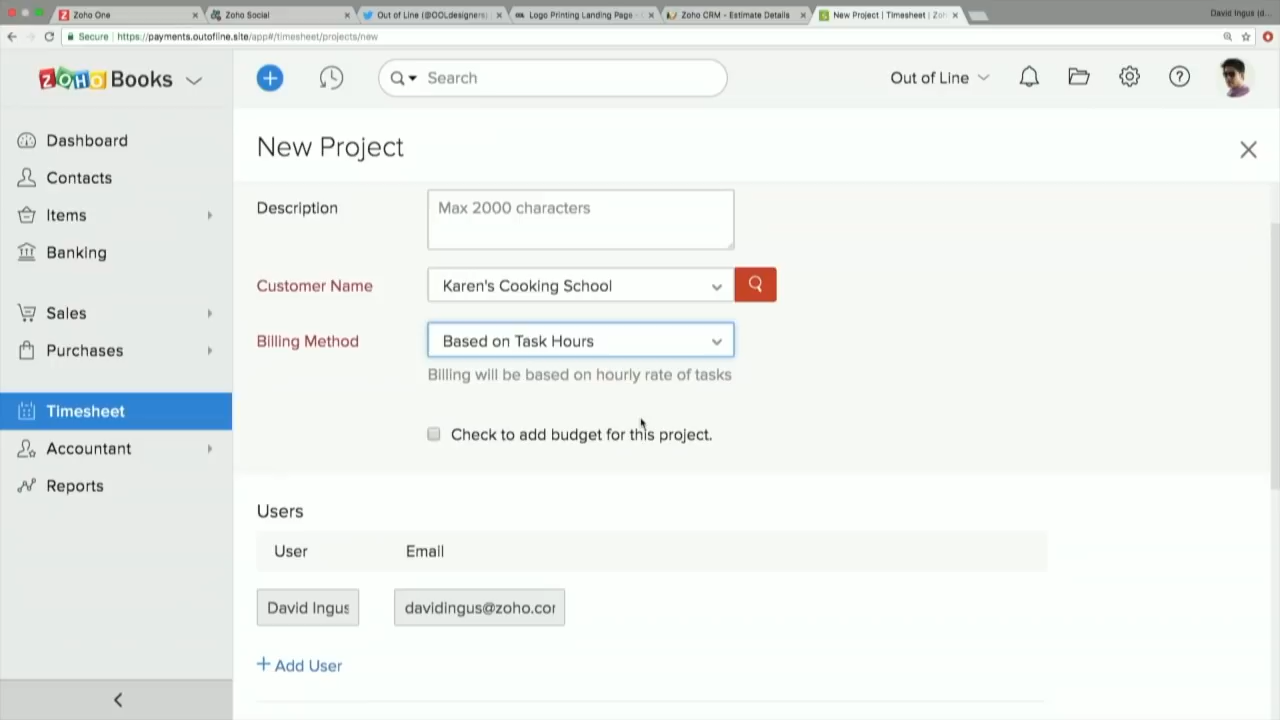 Zoho One
Zoho Social
Out of Line (@OOLdesigners)
Logo Printing Landing Page -
Zoho CRM - Estimate Details
New Project | Timesheet | Zoh
David Ingus (d...
Secure
https://payments.outofline.site/app#/timesheet/projects/new
ZOHO Books
Search
Out of Line
Dashboard
Contacts
Items
Banking
Sales
Purchases
Timesheet
Accountant
Reports
New Project
Description
Max 2000 characters
Customer Name
Karen's Cooking School
Billing Method
Based on Task Hours
Billing will be based on hourly rate of tasks
Check to add budget for this project.
Users
User Email
David Ingus davidingus@zoho.cor
+ Add User